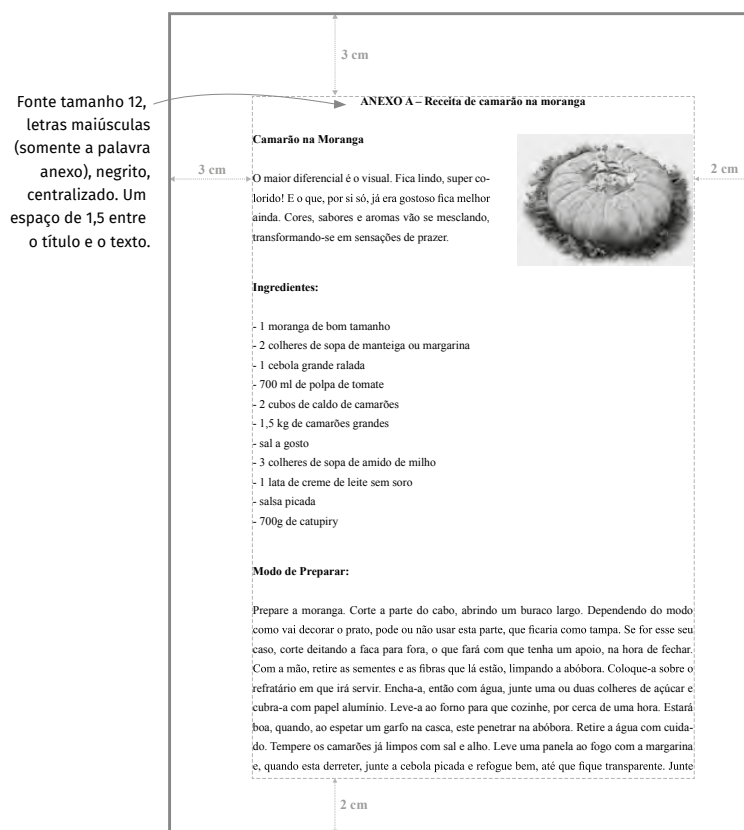 3 cm
Fonte tamanho 12,
letras maiúsculas
(somente a palavra
anexo), negrito,
centralizado. Um
espaço de 1,5 entre
o título e o texto.
ANEXO A – Receita de camarão na moranga
3 cm
2 cm
Camarão na Moranga
O maior diferencial é o visual. Fica lindo, super co-
lorido! E o que, por si só, já era gostoso fica melhor
ainda. Cores, sabores e aromas vão se mesclando,
transformando-se em sensações de prazer.
Ingredientes:
- 1 moranga de bom tamanho
- 2 colheres de sopa de manteiga ou margarina
- 1 cebola grande ralada
- 700 ml de polpa de tomate
- 2 cubos de caldo de camarões
- 1,5 kg de camarões grandes
- sal a gosto
- 3 colheres de sopa de amido de milho
- 1 lata de creme de leite sem soro
- salsa picada
- 700g de catupiry
Modo de Preparar:
Prepare a moranga. Corte a parte do cabo, abrindo um buraco largo. Dependendo do modo
como vai decorar o prato, pode ou não usar esta parte, que ficaria como tampa. Se for esse seu
caso, corte deitando a faca para fora, o que fará com que tenha um apoio, na hora de fechar.
Com a mão, retire as sementes e as fibras que lá estão, limpando a abóbora. Coloque-a sobre o
refratário em que irá servir. Encha-a, então com água, junte uma ou duas colheres de açúcar e
cubra-a com papel alumínio. Leve-a ao forno para que cozinhe, por cerca de uma hora. Estará
boa, quando, ao espetar um garfo na casca, este penetrar na abóbora. Retire a água com cuida-
do. Tempere os camarões já limpos com sal e alho. Leve uma panela ao fogo com a margarina
e, quando esta derreter, junte a cebola picada e refogue bem, até que fique transparente. Junte
2 cm